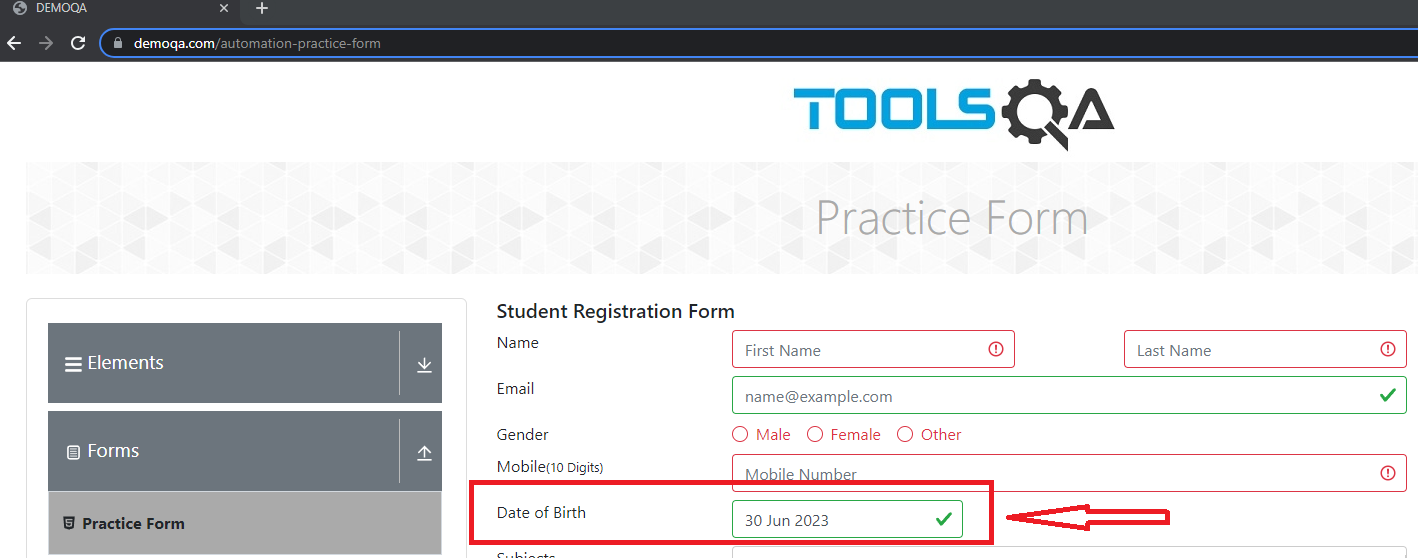 DEMOQA
demoqa.com/automation-practice-form
TOOLSQA
Practice Form
Elements
Forms
Practice Form
Student Registration Form
Name First Name Last Name
Email name@example.com
Gender Male Female Other
Mobile(10 Digits) Mobile Number
Date of Birth 30 Jun 2023
Subjects